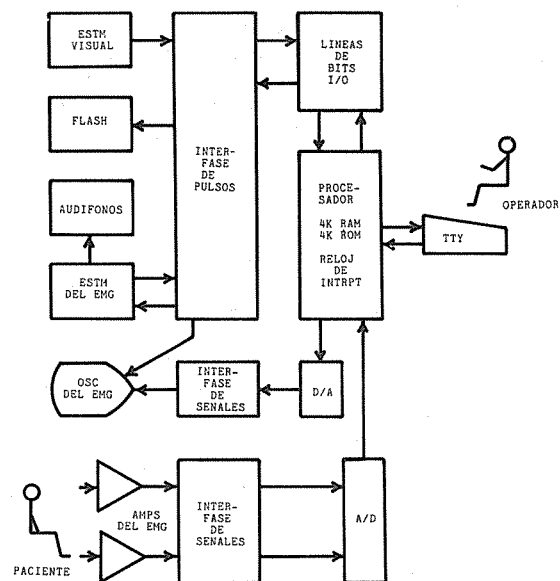 ESTM
VISUAL
FLASH
AUDIFONOS
ESTM
DEL EMG
INTER-
FASE
DE
PULSOS
LINEAS
DE
BITS
I/O
PROCE-
SADOR
4K RAM
4K ROM
RELOJ
DE
INTRPT
OPERADOR
TTY
OSC
DEL EMG
INTER-
FASE DE
SENALES
D/A
AMPS
DEL EMG
INTER-
FASE
DE
SENALES
A/D
PACIENTE